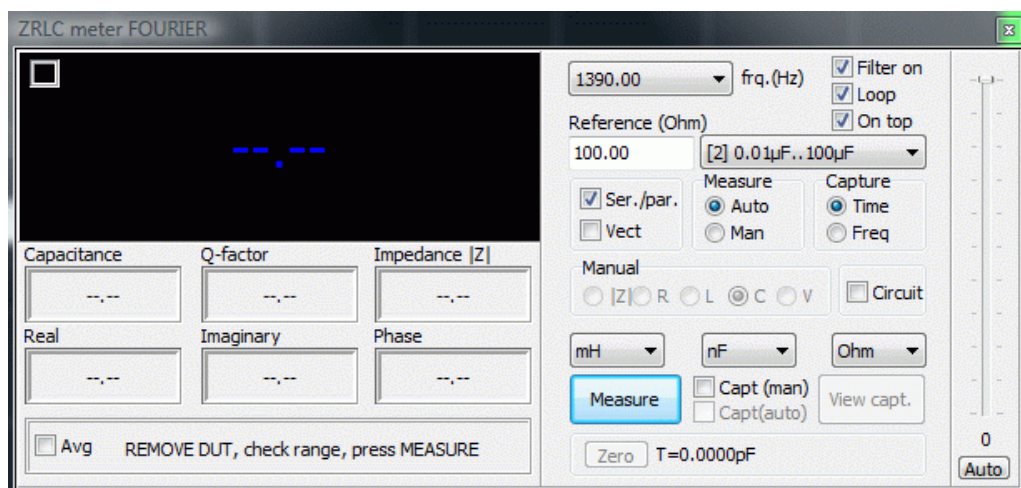 ZRLC meter FOURIER
--.--
Capacitance Q-factor Impedance |Z|
--.-- --.-- --.--
Real Imaginary Phase
--.-- --.-- --.--
Avg REMOVE DUT, check range, press MEASURE
1390.00 frq.(Hz) Filter on
Loop
Reference (Ohm) On top
100.00 [2] 0.01µF..100µF
Ser./par. Measure Capture
Auto Time
Vect Man Freq
Manual
|Z| R L C V Circuit
mH nF Ohm
Measure Capt (man) View capt.
Capt(auto)
Zero T=0.0000pF
0
Auto